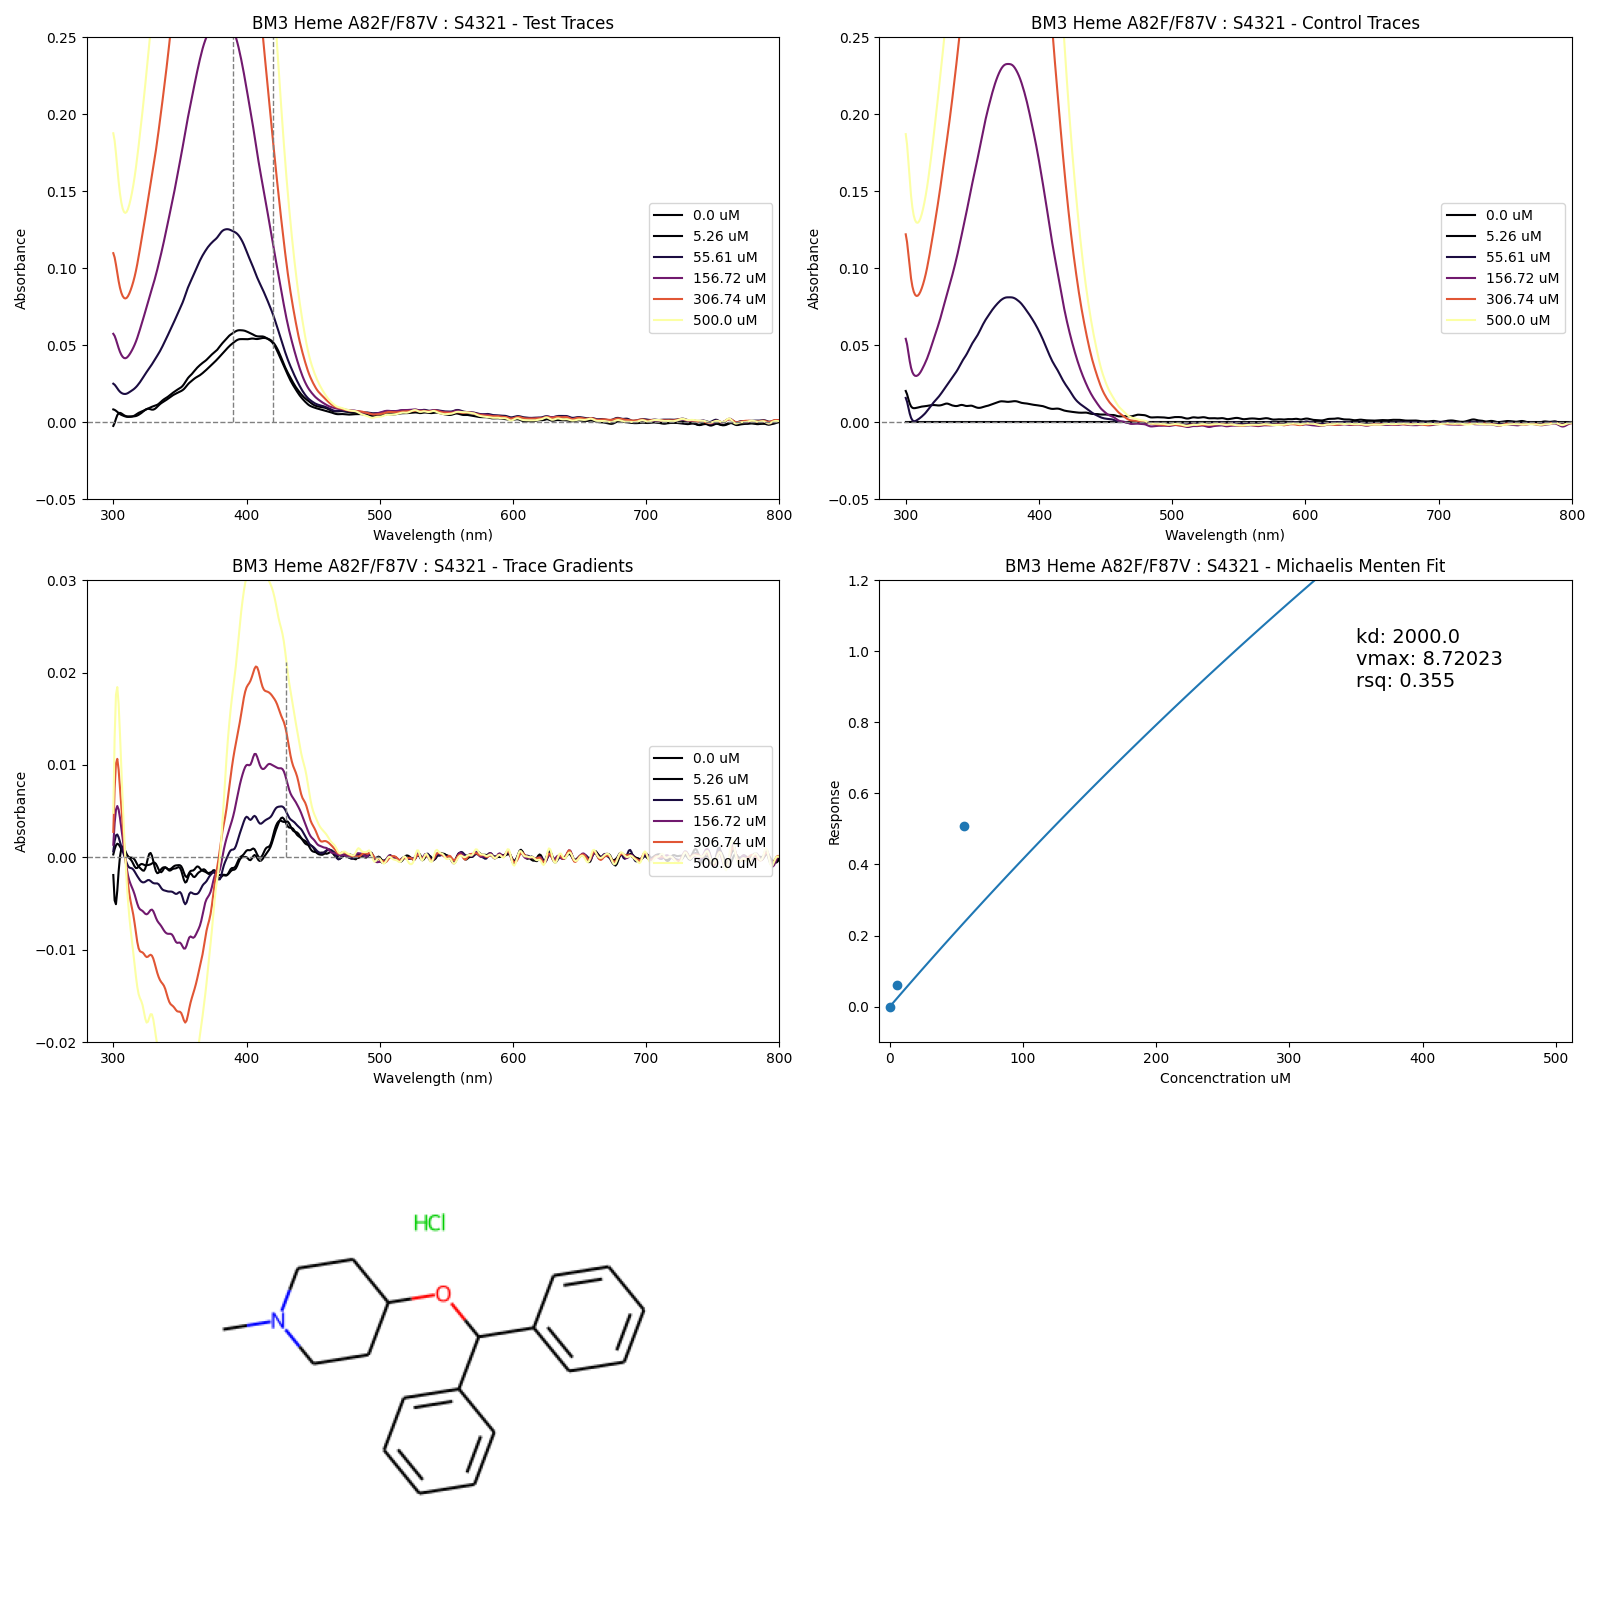 BM3 Heme A82F/F87V : S4321 - Test Traces
0.25
0.20
0.15
0.10
0.05
0.00
−0.05
Absorbance
300 400 500 600 700 800
Wavelength (nm)
0.0 uM
5.26 uM
55.61 uM
156.72 uM
306.74 uM
500.0 uM
BM3 Heme A82F/F87V : S4321 - Control Traces
0.25
0.20
0.15
0.10
0.05
0.00
−0.05
Absorbance
300 400 500 600 700 800
Wavelength (nm)
0.0 uM
5.26 uM
55.61 uM
156.72 uM
306.74 uM
500.0 uM
BM3 Heme A82F/F87V : S4321 - Trace Gradients
0.03
0.02
0.01
0.00
−0.01
−0.02
Absorbance
300 400 500 600 700 800
Wavelength (nm)
0.0 uM
5.26 uM
55.61 uM
156.72 uM
306.74 uM
500.0 uM
BM3 Heme A82F/F87V : S4321 - Michaelis Menten Fit
1.2
1.0
0.8
0.6
0.4
0.2
0.0
Response
0 100 200 300 400 500
Concenctration uM
kd: 2000.0
vmax: 8.72023
rsq: 0.355
HCl
O
N